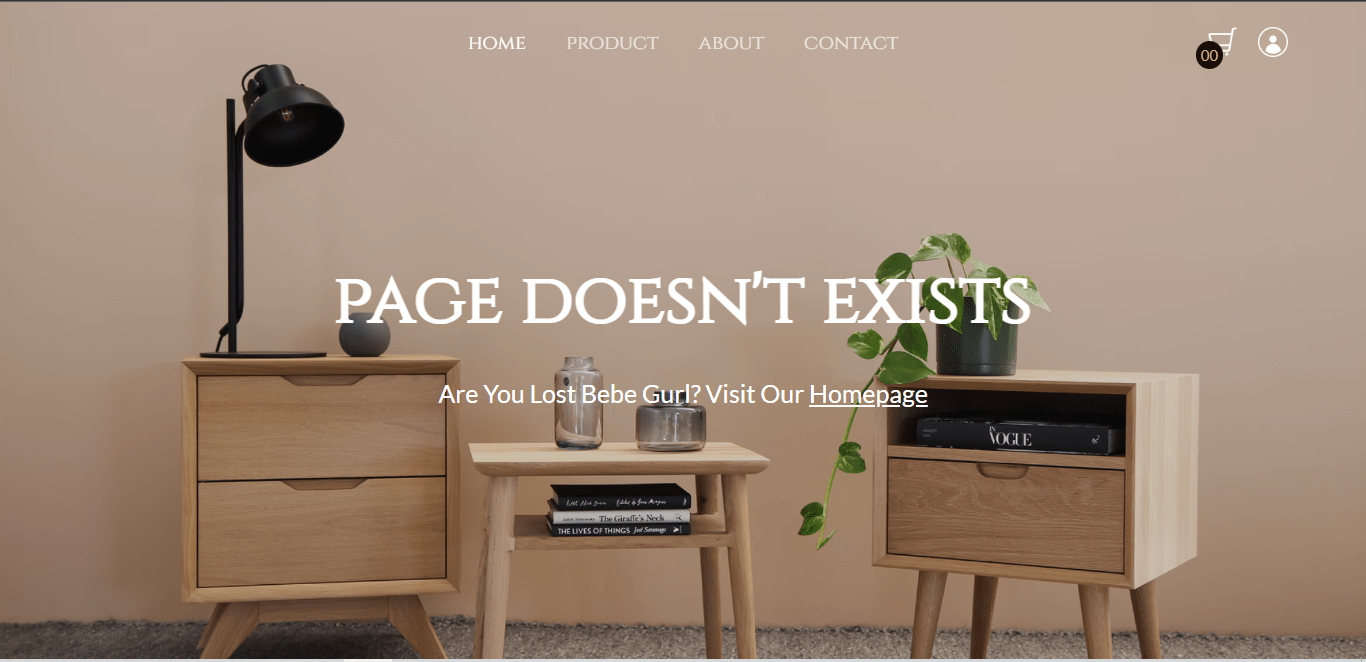 HOME PRODUCT ABOUT CONTACT
00
PAGE DOESN'T EXISTS
Are You Lost Bebe Gurl? Visit Our Homepage
IN
VOGUE
The Giraffe's Neck
THE LIVES OF THINGS José Saramago